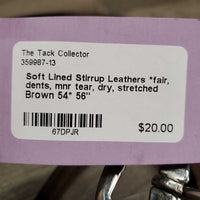 The Tack Collector
359987-13
Soft Lined Stirrup Leathers *fair,
dents, mnr tear, dry, stretched
Brown 54" 56"
67DPJR
$20.00